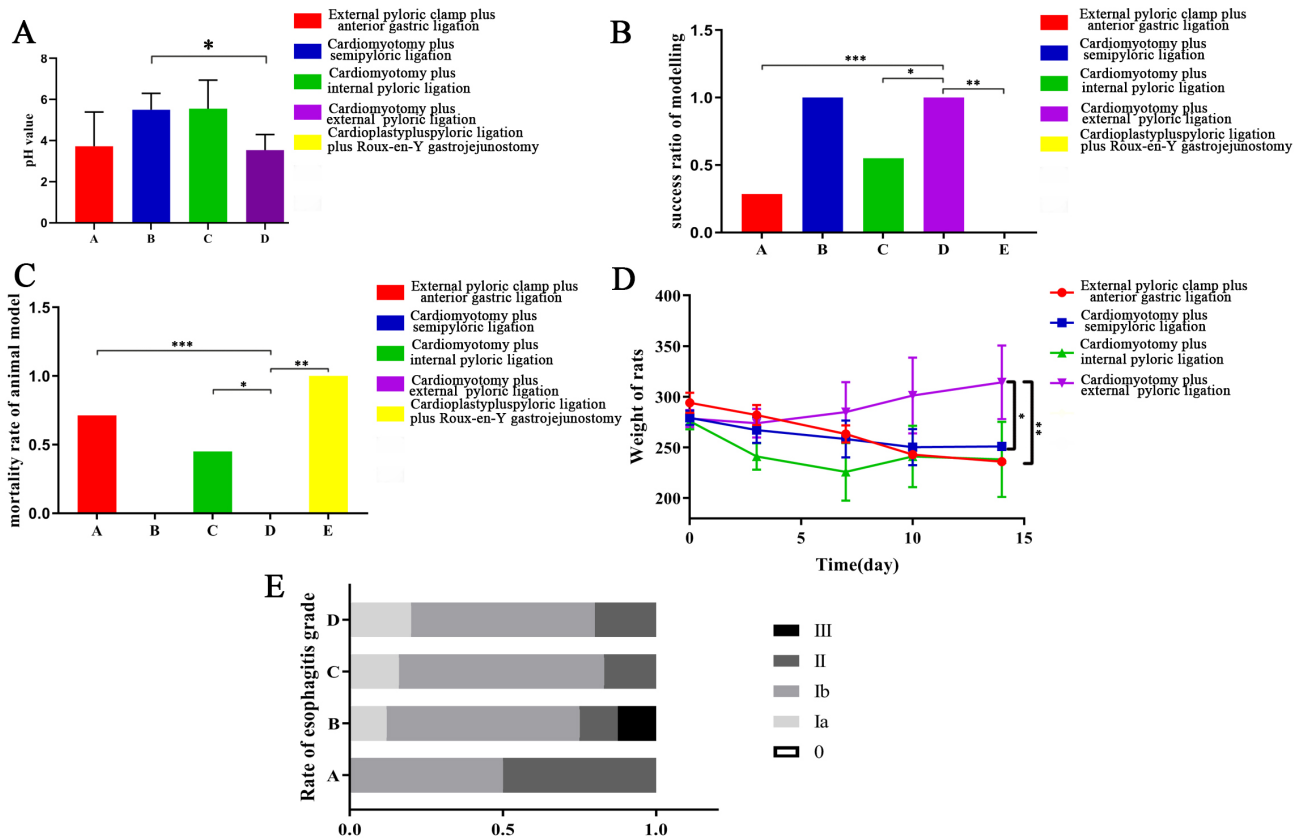 A
pH value
8
6
4
2
0
*
A B C D
External pyloric clamp plus
anterior gastric ligation
Cardiomyotomy plus
semipyloric ligation
Cardiomyotomy plus
internal pyloric ligation
Cardiomyotomy plus
external pyloric ligation
Cardioplastypluspyloric ligation
plus Roux-en-Y gastrojejunostomy
B
success ratio of modelling
1.5
1.0
0.5
0.0
***
*
**
A B C D E
External pyloric clamp plus
anterior gastric ligation
Cardiomyotomy plus
semipyloric ligation
Cardiomyotomy plus
internal pyloric ligation
Cardiomyotomy plus
external pyloric ligation
Cardioplastypluspyloric ligation
plus Roux-en-Y gastrojejunostomy
C
mortality rate of animal model
1.5
1.0
0.5
0.0
***
**
*
A B C D E
External pyloric clamp plus
anterior gastric ligation
Cardiomyotomy plus
semipyloric ligation
Cardiomyotomy plus
internal pyloric ligation
Cardiomyotomy plus
external pyloric ligation
Cardioplastypluspyloric ligation
plus Roux-en-Y gastrojejunostomy
D
Weight of rats
400
350
300
250
200
0 5 10 15
Time(day)
*
**
External pyloric clamp plus
anterior gastric ligation
Cardiomyotomy plus
semipyloric ligation
Cardiomyotomy plus
internal pyloric ligation
Cardiomyotomy plus
external pyloric ligation
E
Rate of esophagitis grade
D
C
B
A
0.0 0.5 1.0
III
II
Ib
Ia
0